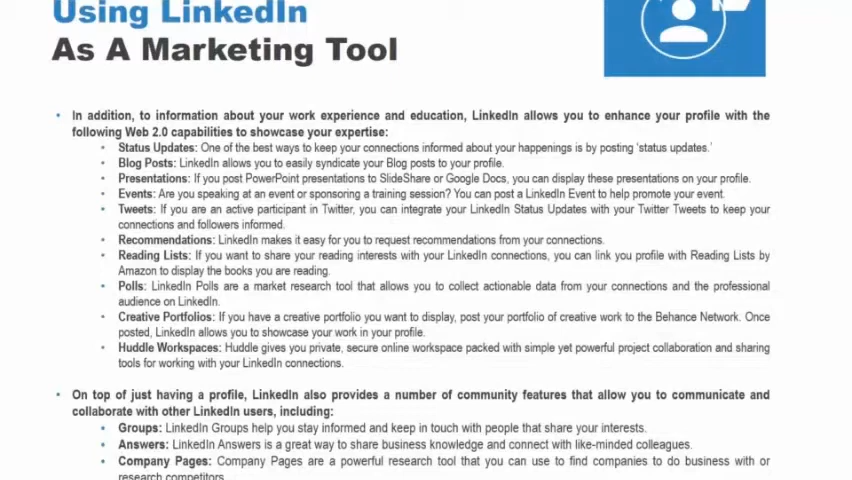 Using LinkedIn
As A Marketing Tool
• In addition, to information about your work experience and education, LinkedIn allows you to enhance your profile with the
following Web 2.0 capabilities to showcase your expertise:
• Status Updates: One of the best ways to keep your connections informed about your happenings is by posting 'status updates.'
• Blog Posts: LinkedIn allows you to easily syndicate your Blog posts to your profile.
• Presentations: If you post PowerPoint presentations to SlideShare or Google Docs, you can display these presentations on your profile.
• Events: Are you speaking at an event or sponsoring a training session? You can post a LinkedIn Event to help promote your event.
• Tweets: If you are an active participant in Twitter, you can integrate your LinkedIn Status Updates with your Twitter Tweets to keep your
connections and followers informed.
• Recommendations: LinkedIn makes it easy for you to request recommendations from your connections.
• Reading Lists: If you want to share your reading interests with your LinkedIn connections, you can link you profile with Reading Lists by
Amazon to display the books you are reading.
• Polls: LinkedIn Polls are a market research tool that allows you to collect actionable data from your connections and the professional
audience on LinkedIn.
• Creative Portfolios: If you have a creative portfolio you want to display, post your portfolio of creative work to the Behance Network. Once
posted, LinkedIn allows you to showcase your work in your profile.
• Huddle Workspaces: Huddle gives you private, secure online workspace packed with simple yet powerful project collaboration and sharing
tools for working with your LinkedIn connections.
• On top of just having a profile, LinkedIn also provides a number of community features that allow you to communicate and
collaborate with other LinkedIn users, including:
• Groups: LinkedIn Groups help you stay informed and keep in touch with people that share your interests.
• Answers: LinkedIn Answers is a great way to share business knowledge and connect with like-minded colleagues.
• Company Pages: Company Pages are a powerful research tool that you can use to find companies to do business with or
research competitors.